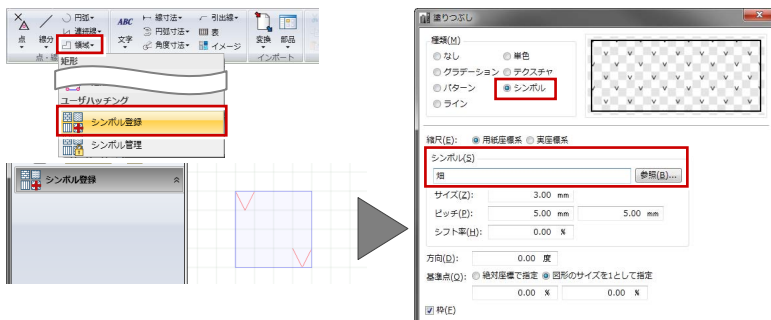 円弧
連続線
点
線分
領域
ABC
文字
線寸法
円弧寸法
角度寸法
引出線
表
イメージ
変換
部品
点・線
インポート
矩形
ユーザハッチング
シンボル登録
シンボル管理
シンボル登録
塗りつぶし
種類(M)
なし
単色
グラデーション
テクスチャ
パターン
シンボル
ライン
縮尺(E):
用紙座標系
実座標系
シンボル(S)
畑
参照(B)...
サイズ(Z): 3.00 mm
ピッチ(P): 5.00 mm 5.00 mm
シフト率(H): 0.00 %
方向(D): 0.00 度
基準点(O): 絶対座標で指定 図形のサイズを1として指定
0.00 % 0.00 %
枠(F)